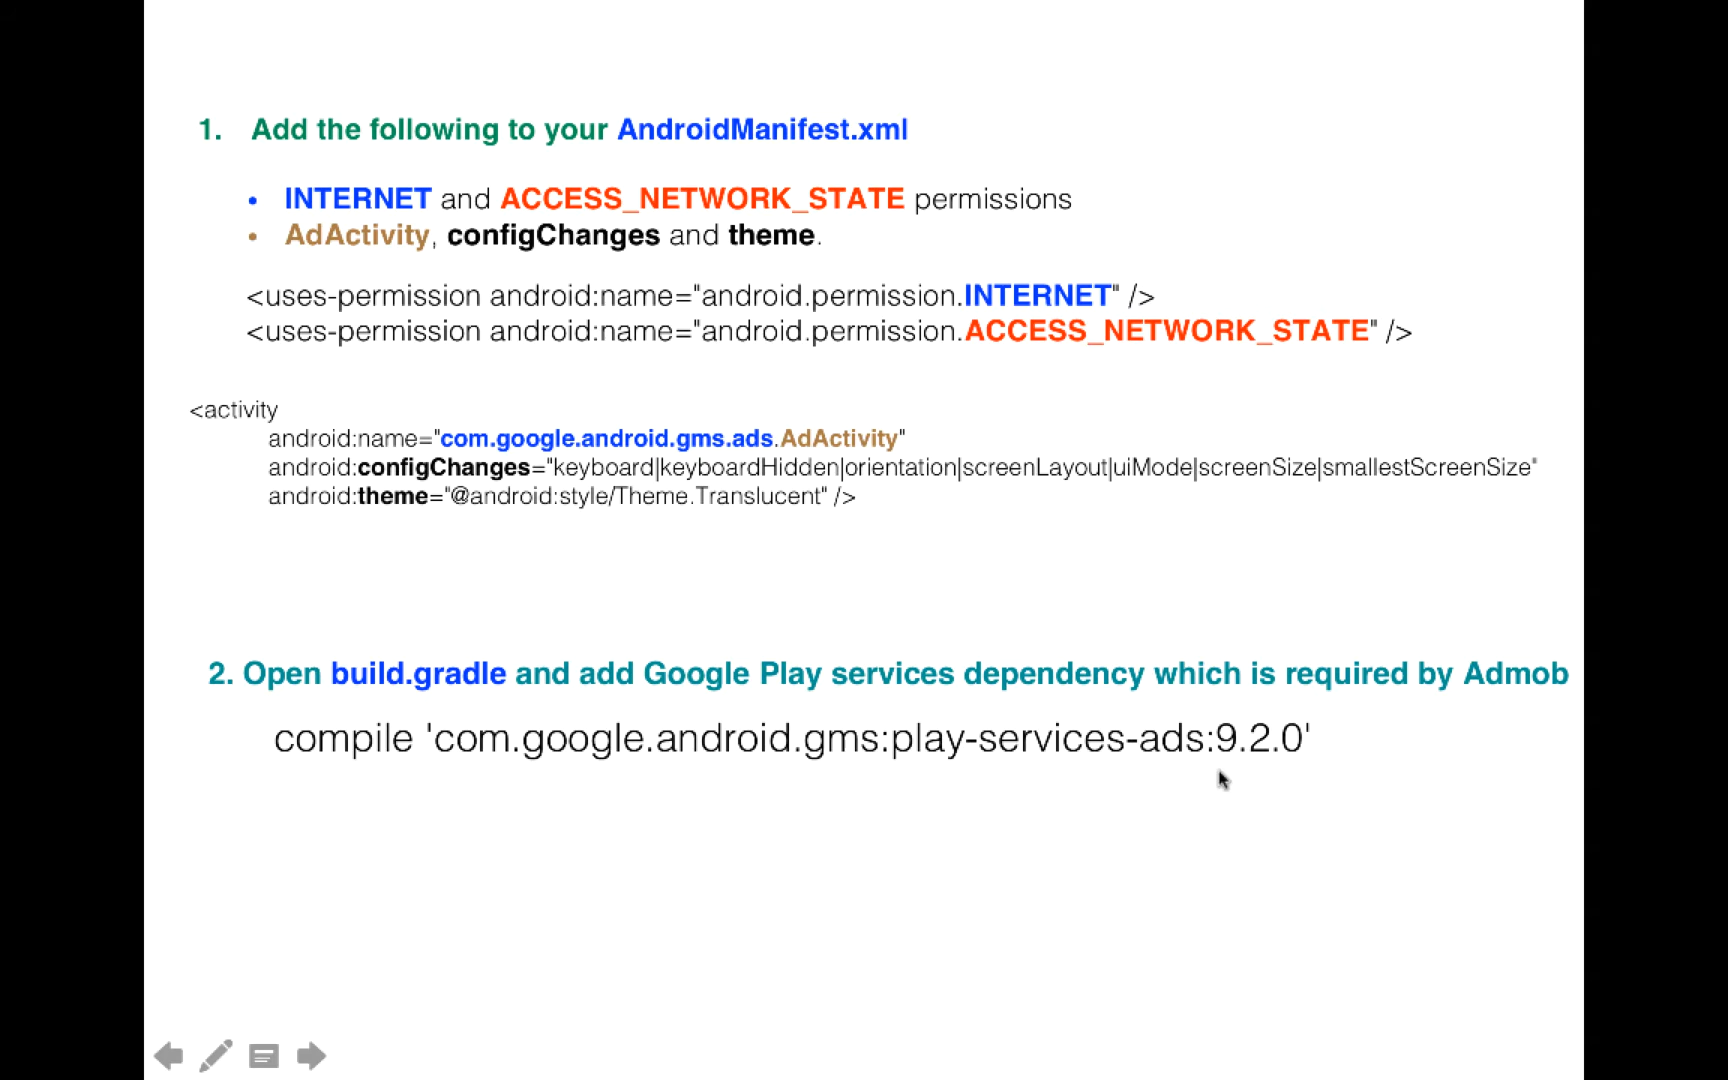 1. Add the following to your AndroidManifest.xml
• INTERNET and ACCESS_NETWORK_STATE permissions
• AdActivity, configChanges and theme.
<uses-permission android:name="android.permission.INTERNET" />
<uses-permission android:name="android.permission.ACCESS_NETWORK_STATE" />
<activity
android:name="com.google.android.gms.ads.AdActivity"
android:configChanges="keyboard|keyboardHidden|orientation|screenLayout|uiMode|screenSize|smallestScreenSize"
android:theme="@android:style/Theme.Translucent" />
2. Open build.gradle and add Google Play services dependency which is required by Admob
compile 'com.google.android.gms:play-services-ads:9.2.0'